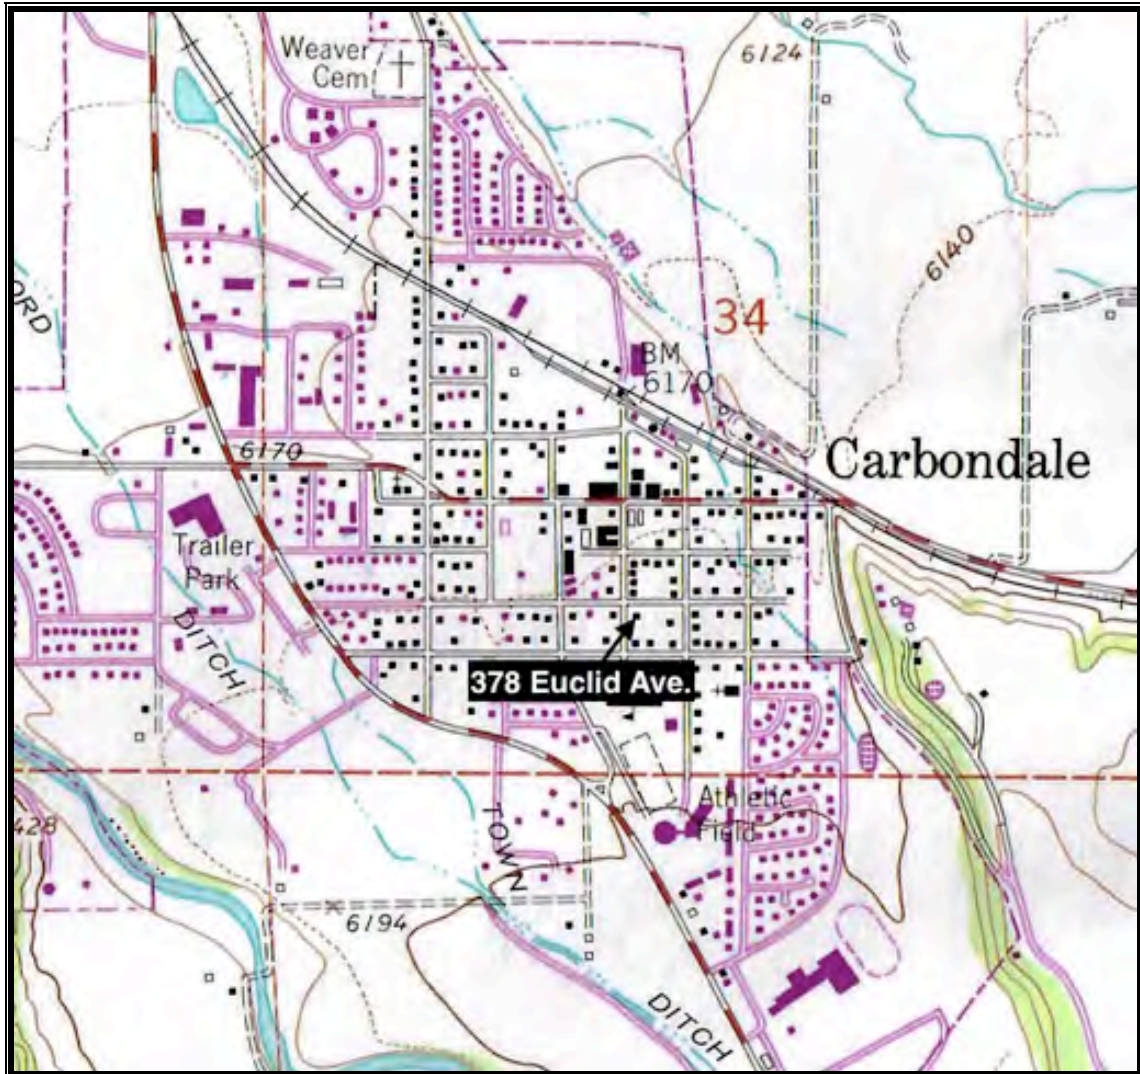 Weaver
Cem
6124
6140
ORD
34
BM
6170
Carbondale
6170
Trailer
Park
DITCH
378 Euclid Ave.
Athletic
Field
428
TOWN
6194
DITCH